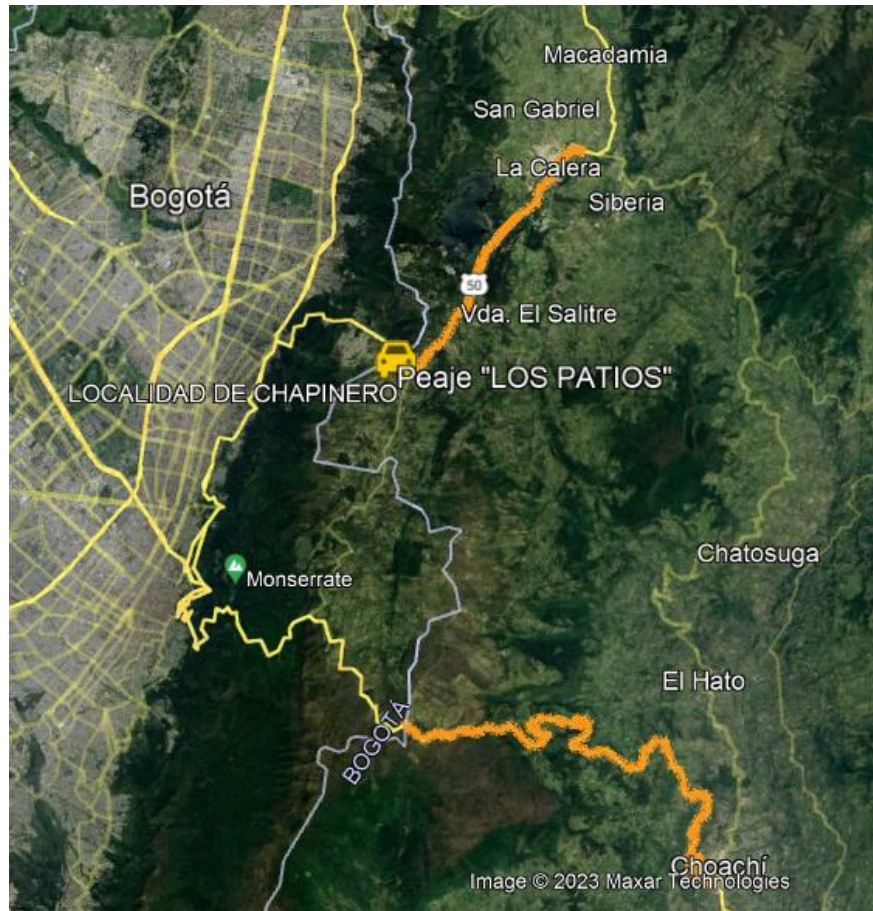 Macadamia
San Gabriel
La Calera
Bogotá
Siberia
50
Vda. El Salitre
Peaje "LOS PATIOS"
LOCALIDAD DE CHAPINERO
Chatosuga
Monserrate
El Hato
BOGOTÁ
Choachí
Image © 2023 Maxar Technologies